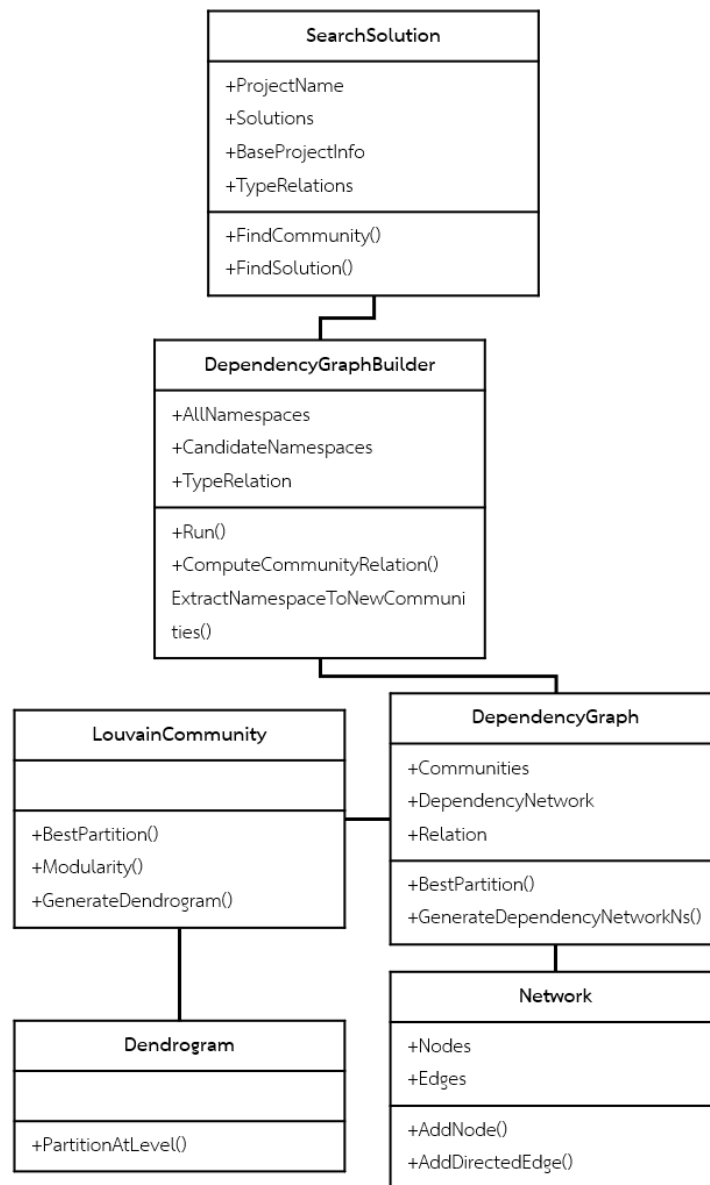 SearchSolution
+ProjectName
+Solutions
+BaseProjectInfo
+TypeRelations
+FindCommunity()
+FindSolution()
DependencyGraphBuilder
+AllNamespaces
+CandidateNamespaces
+TypeRelation
+Run()
+ComputeCommunityRelation()
ExtractNamespaceToNewCommuni
ties()
LouvainCommunity
+BestPartition()
+Modularity()
+GenerateDendrogram()
DependencyGraph
+Communities
+DependencyNetwork
+Relation
+BestPartition()
+GenerateDependencyNetworkNs()
Dendrogram
+PartitionAtLevel()
Network
+Nodes
+Edges
+AddNode()
+AddDirectedEdge()